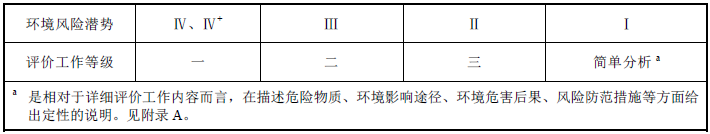 环境风险潜势 Ⅳ、Ⅳ⁺ Ⅲ Ⅱ Ⅰ
评价工作等级 一 二 三 简单分析 ᵃ
ᵃ 是相对于详细评价工作内容而言，在描述危险物质、环境影响途径、环境危害后果、风险防范措施等方面给
出定性的说明。见附录 A。